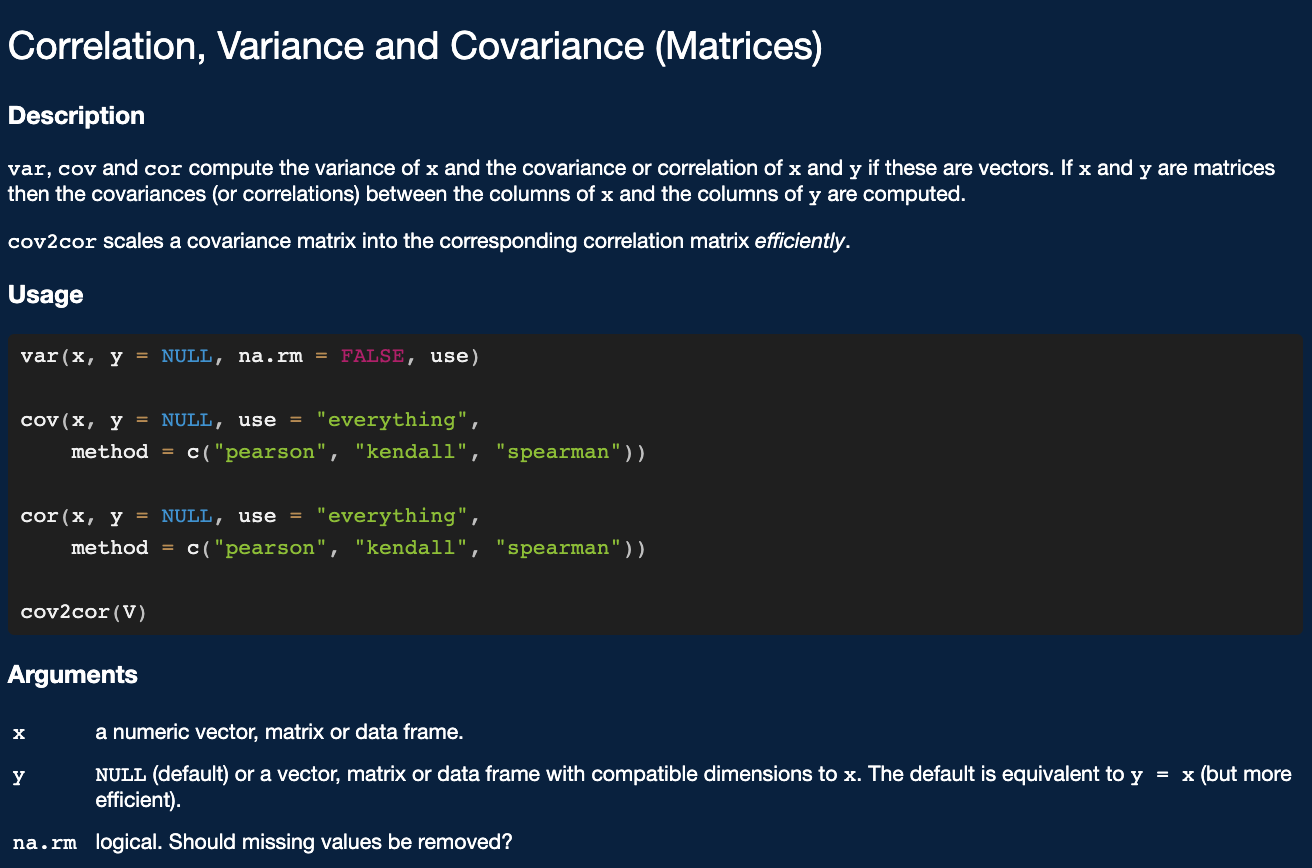 Correlation, Variance and Covariance (Matrices)
Description
var, cov and cor compute the variance of x and the covariance or correlation of x and y if these are vectors. If x and y are matrices
then the covariances (or correlations) between the columns of x and the columns of y are computed.
cov2cor scales a covariance matrix into the corresponding correlation matrix efficiently.
Usage
var(x, y = NULL, na.rm = FALSE, use)
cov(x, y = NULL, use = "everything",
    method = c("pearson", "kendall", "spearman"))
cor(x, y = NULL, use = "everything",
    method = c("pearson", "kendall", "spearman"))
cov2cor(V)
Arguments
x a numeric vector, matrix or data frame.
y NULL (default) or a vector, matrix or data frame with compatible dimensions to x. The default is equivalent to y = x (but more
efficient).
na.rm logical. Should missing values be removed?